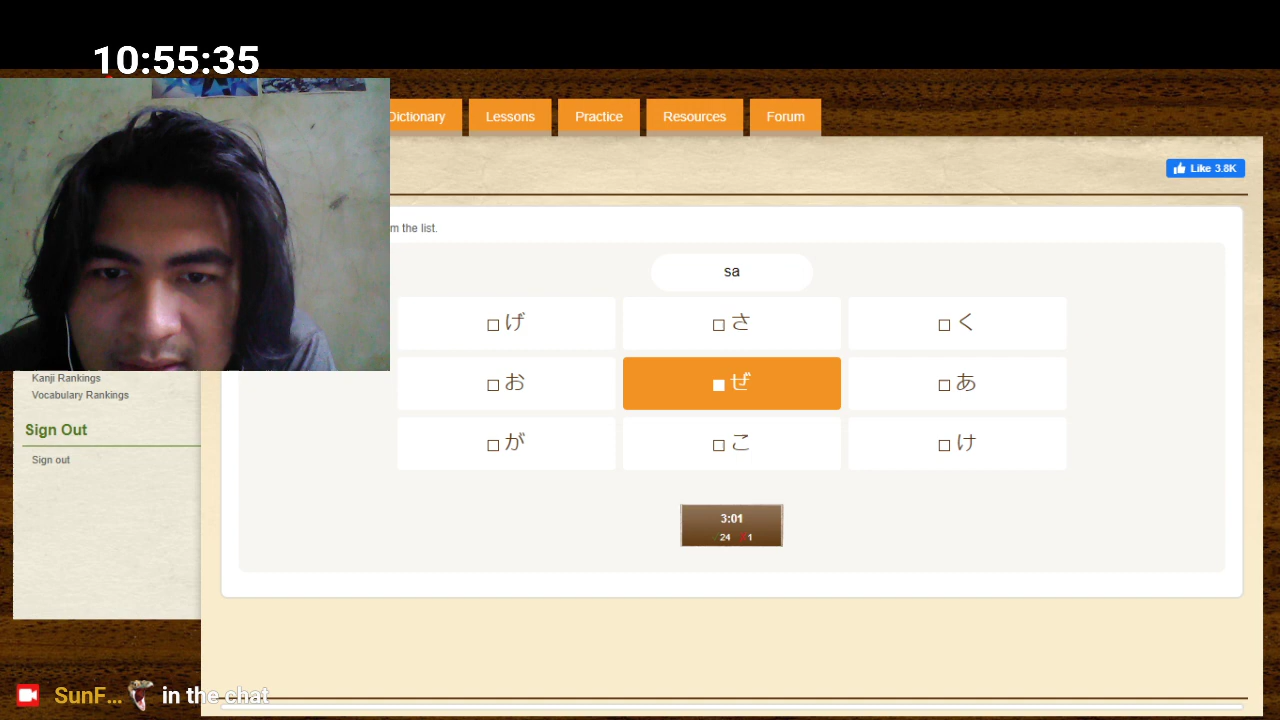 10:55:35
Dictionary
Lessons
Practice
Resources
Forum
Like 3.8K
m the list.
sa
げ
さ
く
お
ぜ
あ
が
こ
け
3:01
24 1
Kanji Rankings
Vocabulary Rankings
Sign Out
Sign out
SunF... in the chat